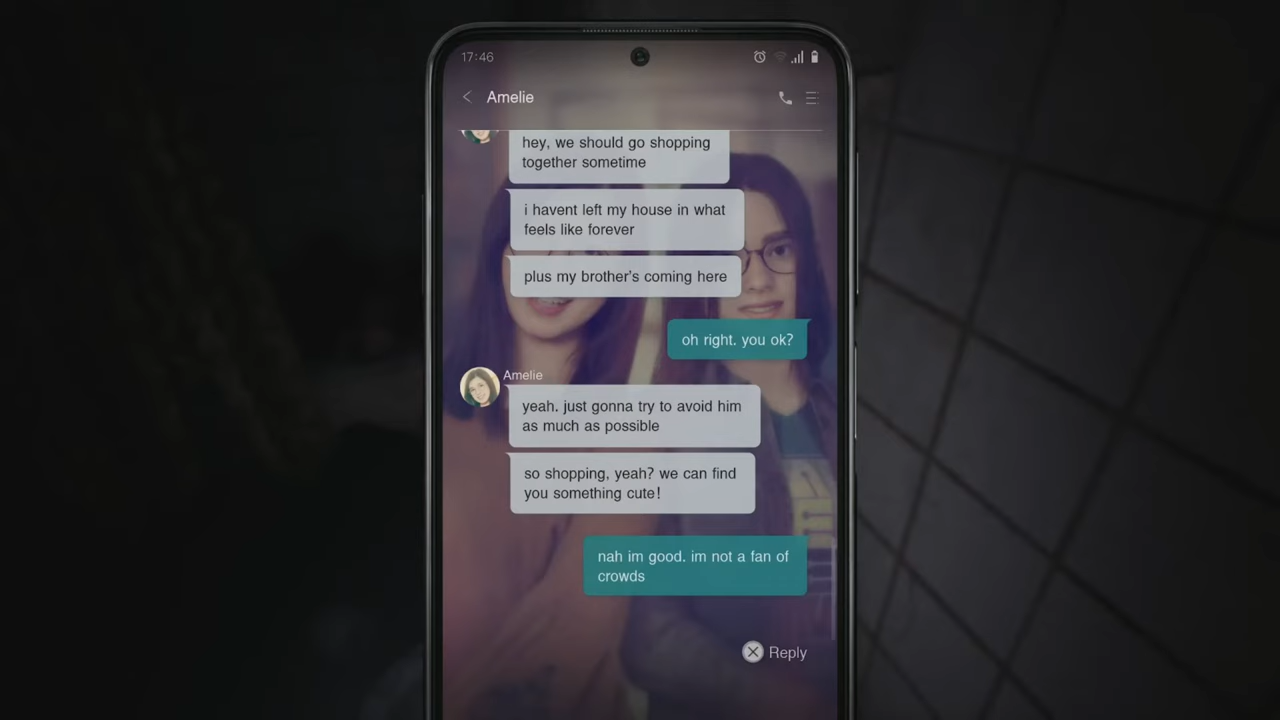 17:46
Amelie
hey, we should go shopping
together sometime
i havent left my house in what
feels like forever
plus my brother's coming here
oh right. you ok?
Amelie
yeah. just gonna try to avoid him
as much as possible
so shopping, yeah? we can find
you something cute!
nah im good. im not a fan of
crowds
Reply